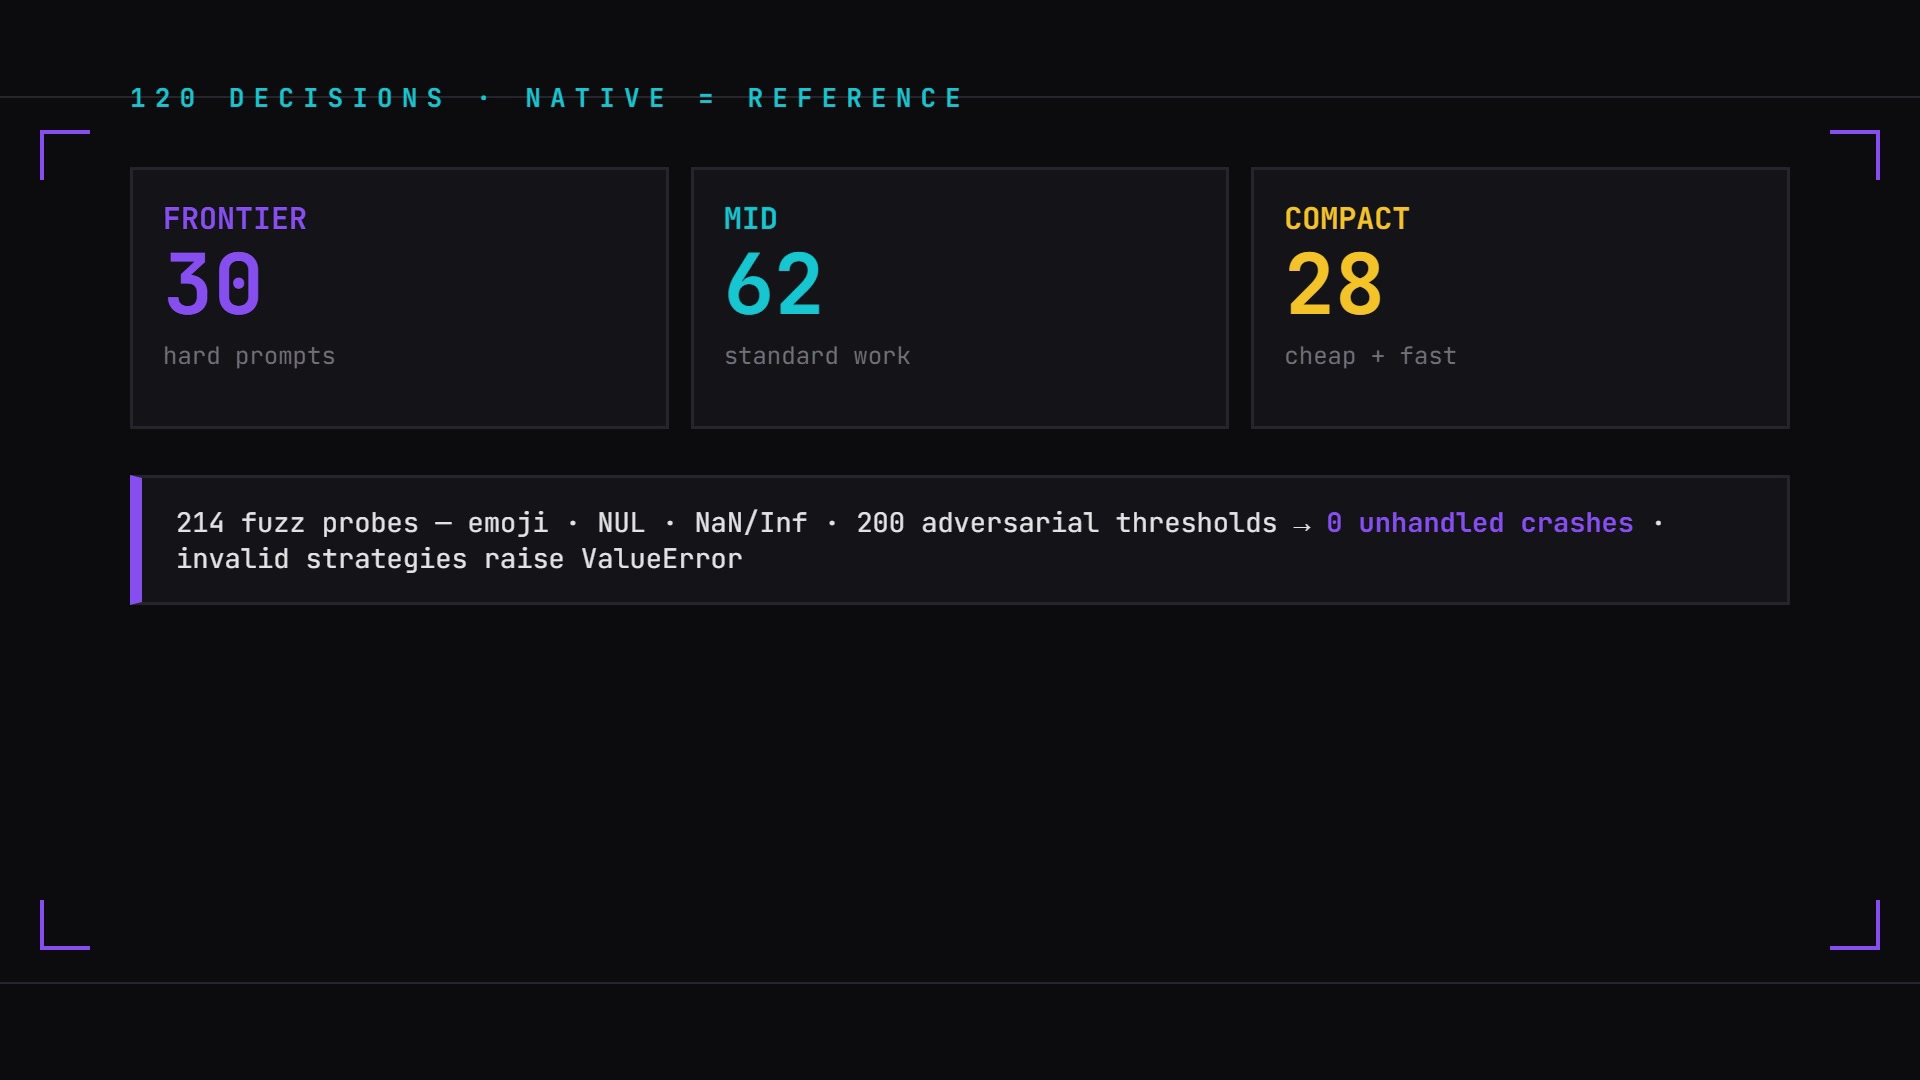 120 DECISIONS · NATIVE = REFERENCE
FRONTIER
30
hard prompts
MID
62
standard work
COMPACT
28
cheap + fast
214 fuzz probes — emoji · NUL · NaN/Inf · 200 adversarial thresholds → 0 unhandled crashes ·
invalid strategies raise ValueError